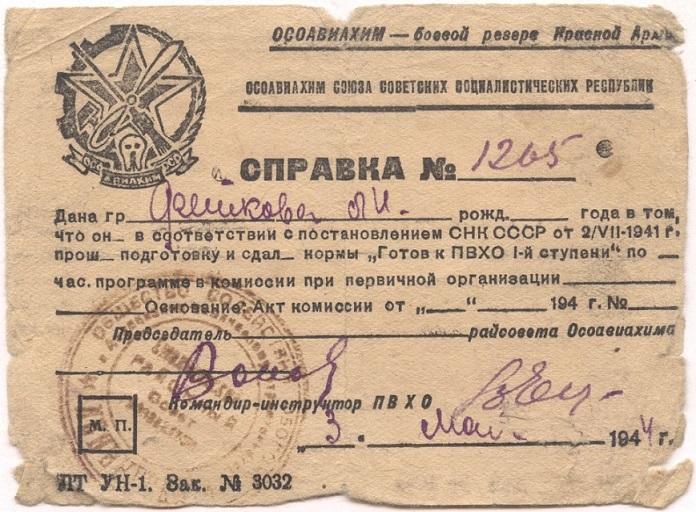 ОСОАВИАХИМ — боевой резерв Красной
ОСОАВИАХИМ СОЮЗА СОВЕТСКИХ СОЦИАЛИСТИЧЕСКИХ РЕСПУБЛИК
СПРАВКА № 1265
Дана гр. рожд. года в том,
что он в соответствии с постановлением СНК СССР от 2/VII-1941 г.
прош подготовку и сдал нормы „Готов к ПВХО I-й ступени" по
час. программе в комиссии при первичной организации
Основание: Акт комиссии от „ " 194 г. №
Председатель райсовета Осоавиахима
Командир-инструктор ПВХО
М. П.
„3 мая 1944 г.
ЛТ УН-1. Зак. № 3032